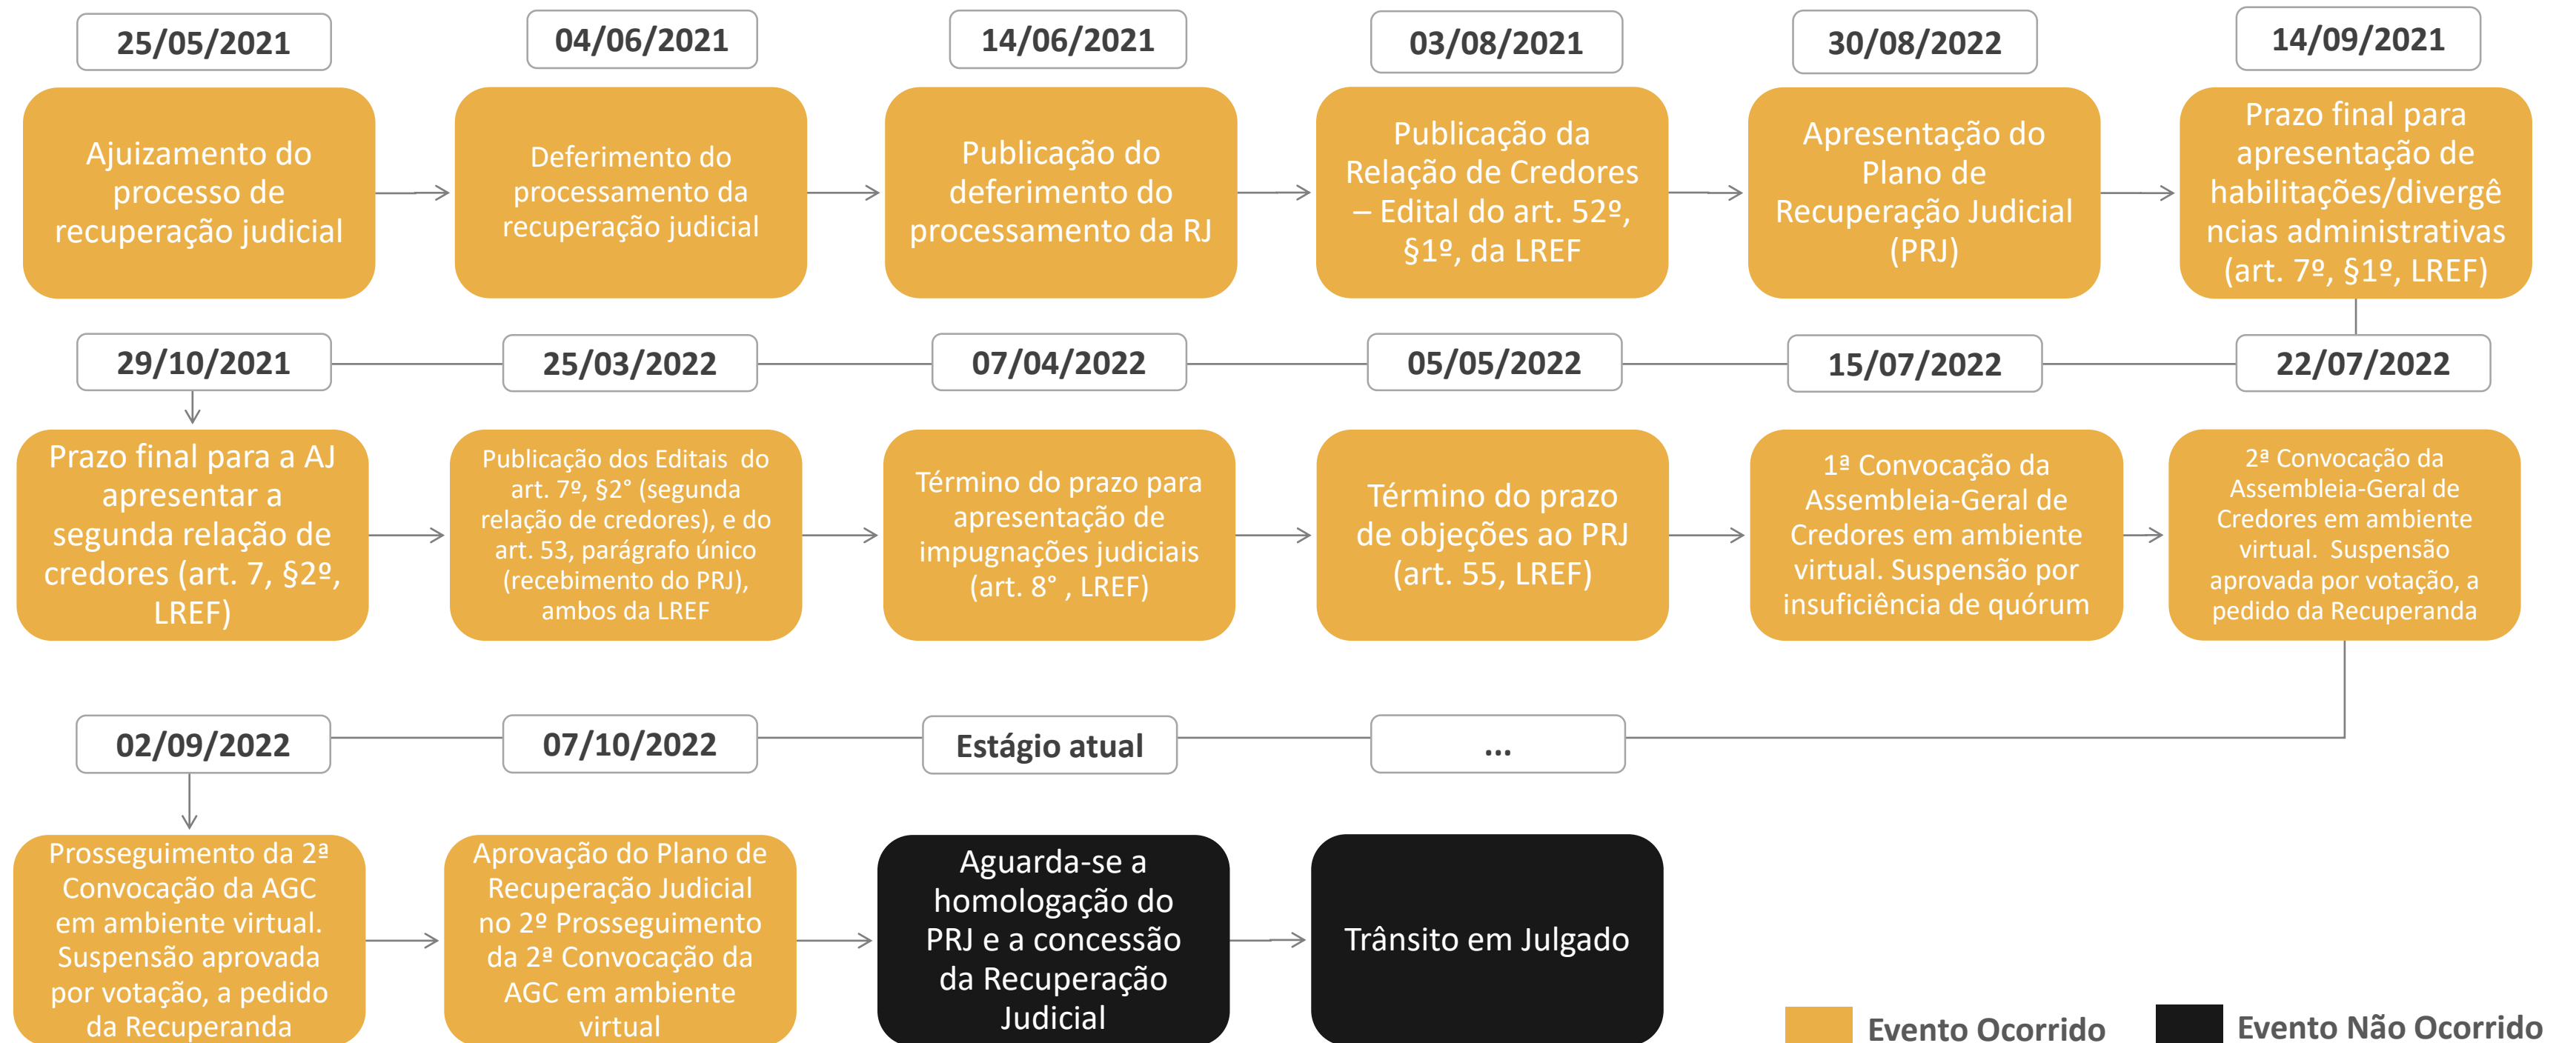 25/05/2021
04/06/2021
14/06/2021
03/08/2021
30/08/2022
14/09/2021
Ajuizamento do
processo de
recuperação judicial
Deferimento do
processamento da
recuperação judicial
Publicação do
deferimento do
processamento da RJ
Publicação da
Relação de Credores
– Edital do art. 52º,
§1º, da LREF
Apresentação do
Plano de
Recuperação Judicial
(PRJ)
Prazo final para
apresentação de
habilitações/divergê
ncias administrativas
(art. 7º, §1º, LREF)
29/10/2021
25/03/2022
07/04/2022
05/05/2022
15/07/2022
22/07/2022
Prazo final para a AJ
apresentar a
segunda relação de
credores (art. 7, §2º,
LREF)
Publicação dos Editais do
art. 7º, §2° (segunda
relação de credores), e do
art. 53, parágrafo único
(recebimento do PRJ),
ambos da LREF
Término do prazo para
apresentação de
impugnações judiciais
(art. 8° , LREF)
Término do prazo
de objeções ao PRJ
(art. 55, LREF)
1ª Convocação da
Assembleia-Geral de
Credores em ambiente
virtual. Suspensão por
insuficiência de quórum
2ª Convocação da
Assembleia-Geral de
Credores em ambiente
virtual. Suspensão
aprovada por votação, a
pedido da Recuperanda
02/09/2022
07/10/2022
Estágio atual
...
Prosseguimento da 2ª
Convocação da AGC
em ambiente virtual.
Suspensão aprovada
por votação, a pedido
da Recuperanda
Aprovação do Plano de
Recuperação Judicial
no 2º Prosseguimento
da 2ª Convocação da
AGC em ambiente
virtual
Aguarda-se a
homologação do
PRJ e a concessão
da Recuperação
Judicial
Trânsito em Julgado
Evento Ocorrido
Evento Não Ocorrido